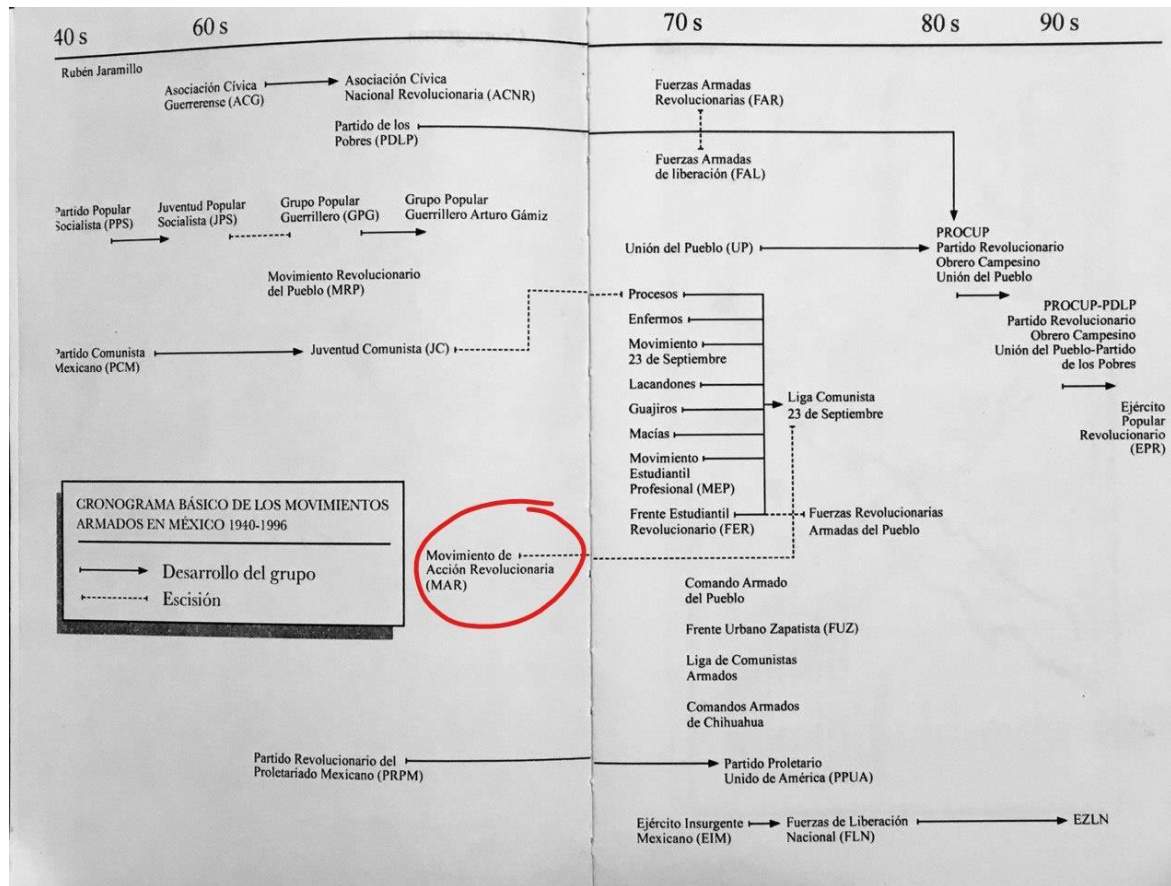 40 s
60 s
70 s
80 s
90 s
Rubén Jaramillo
Asociación Cívica
Guerrerense (ACG)
Asociación Cívica
Nacional Revolucionaria (ACNR)
Partido de los
Pobres (PDLP)
Fuerzas Armadas
Revolucionarias (FAR)
Fuerzas Armadas
de liberación (FAL)
Partido Popular
Socialista (PPS)
Juventud Popular
Socialista (JPS)
Grupo Popular
Guerrillero (GPG)
Grupo Popular
Guerrillero Arturo Gámiz
Movimiento Revolucionario
del Pueblo (MRP)
Unión del Pueblo (UP)
PROCUP
Partido Revolucionario
Obrero Campesino
Unión del Pueblo
PROCUP-PDLP
Partido Revolucionario
Obrero Campesino
Unión del Pueblo-Partido
de los Pobres
Ejército
Popular
Revolucionario
(EPR)
Partido Comunista
Mexicano (PCM)
Juventud Comunista (JC)
Procesos
Enfermos
Movimiento
23 de Septiembre
Lacandones
Guajiros
Macías
Movimiento
Estudiantil
Profesional (MEP)
Frente Estudiantil
Revolucionario (FER)
Liga Comunista
23 de Septiembre
Fuerzas Revolucionarias
Armadas del Pueblo
CRONOGRAMA BÁSICO DE LOS MOVIMIENTOS
ARMADOS EN MÉXICO 1940-1996
Desarrollo del grupo
Escisión
Movimiento de
Acción Revolucionaria
(MAR)
Comando Armado
del Pueblo
Frente Urbano Zapatista (FUZ)
Liga de Comunistas
Armados
Comandos Armados
de Chihuahua
Partido Revolucionario del
Proletariado Mexicano (PRPM)
Partido Proletario
Unido de América (PPUA)
Ejército Insurgente
Mexicano (EIM)
Fuerzas de Liberación
Nacional (FLN)
EZLN